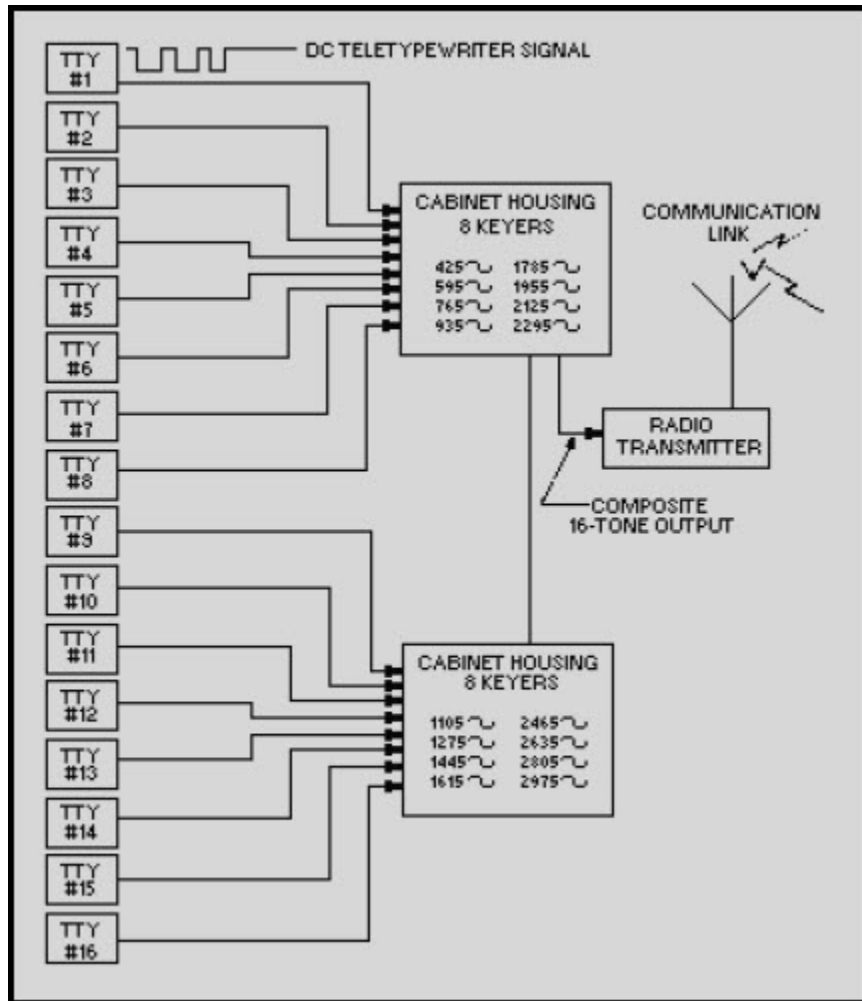 TTY
#1
DC TELETYPEWRITER SIGNAL
TTY
#2
TTY
#3
TTY
#4
TTY
#5
TTY
#6
TTY
#7
TTY
#8
TTY
#9
TTY
#10
TTY
#11
TTY
#12
TTY
#13
TTY
#14
TTY
#15
TTY
#16
CABINET HOUSING
8 KEYERS
425 1785
595 1955
765 2125
935 2295
COMMUNICATION
LINK
RADIO
TRANSMITTER
COMPOSITE
16-TONE OUTPUT
CABINET HOUSING
8 KEYERS
1105 2465
1275 2635
1445 2805
1615 2975